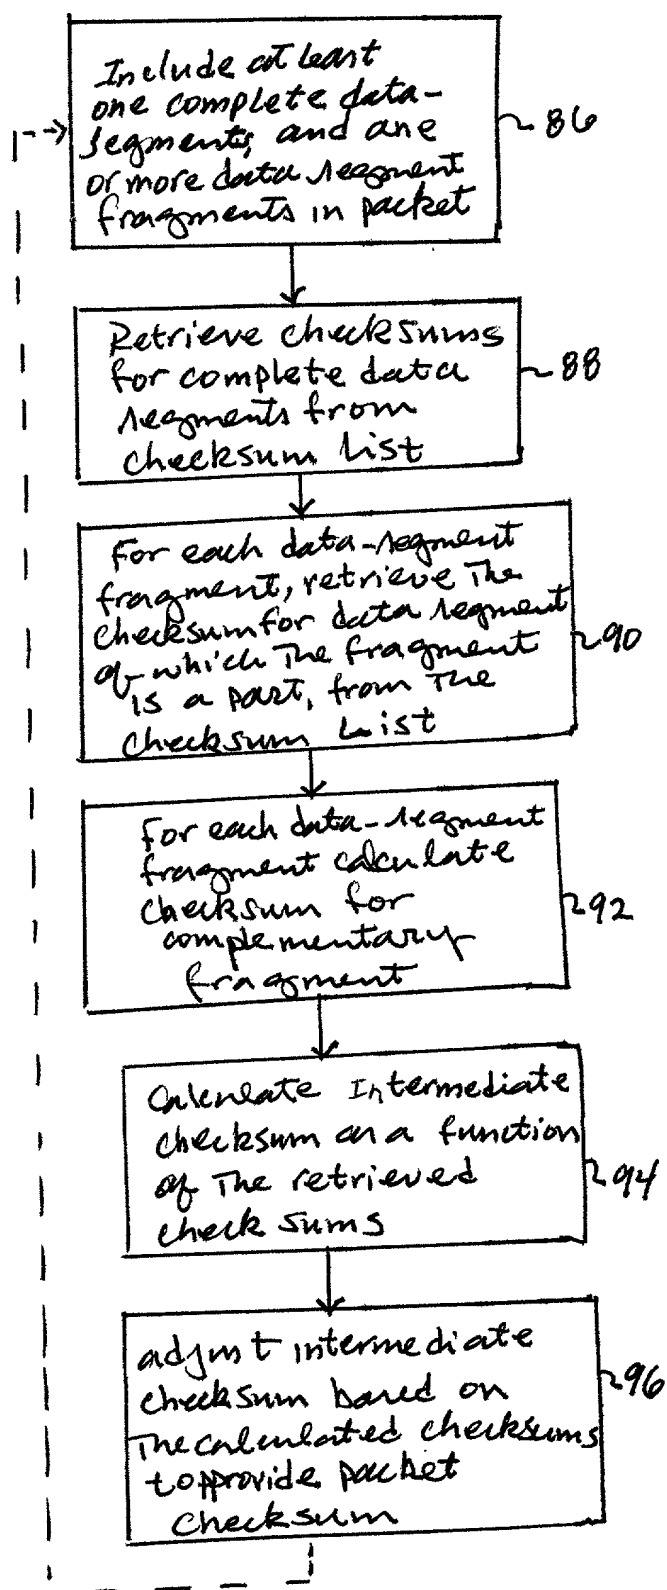 Include at least
one complete data-
segments, and one
or more data segment
fragments in packet
86
Retrieve checksums
for complete data
segments from
checksum list
88
For each data-segment
fragment, retrieve the
checksum for data segment
of which the fragment
is a part, from the
checksum list
90
For each data-segment
fragment calculate
checksum for
complementary
fragment
92
Calculate Intermediate
checksum as a function
of the retrieved
check sums
94
adjust intermediate
checksum based on
the calculated checksums
to provide packet
checksum
96